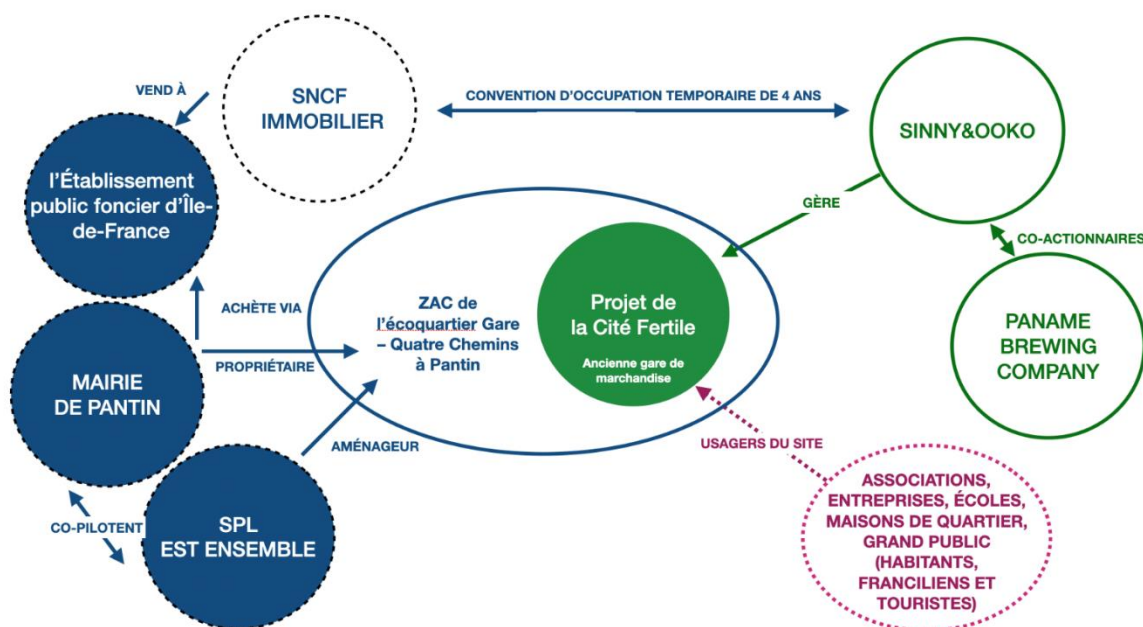 VEND À
SNCF
IMMOBILIER
CONVENTION D'OCCUPATION TEMPORAIRE DE 4 ANS
SINNY&OOKO
l'Établissement
public foncier d'Île-
de-France
GÈRE
CO-ACTIONNAIRES
ACHÈTE VIA
ZAC de
l'écoquartier Gare
– Quatre Chemins
à Pantin
Projet de
la Cité Fertile
Ancienne gare de
marchandise
PANAME
BREWING
COMPANY
PROPRIÉTAIRE
MAIRIE
DE PANTIN
AMÉNAGEUR
USAGERS DU SITE
CO-PILOTENT
SPL
EST ENSEMBLE
ASSOCIATIONS,
ENTREPRISES, ÉCOLES,
MAISONS DE QUARTIER,
GRAND PUBLIC
(HABITANTS,
FRANCILIENS ET
TOURISTES)